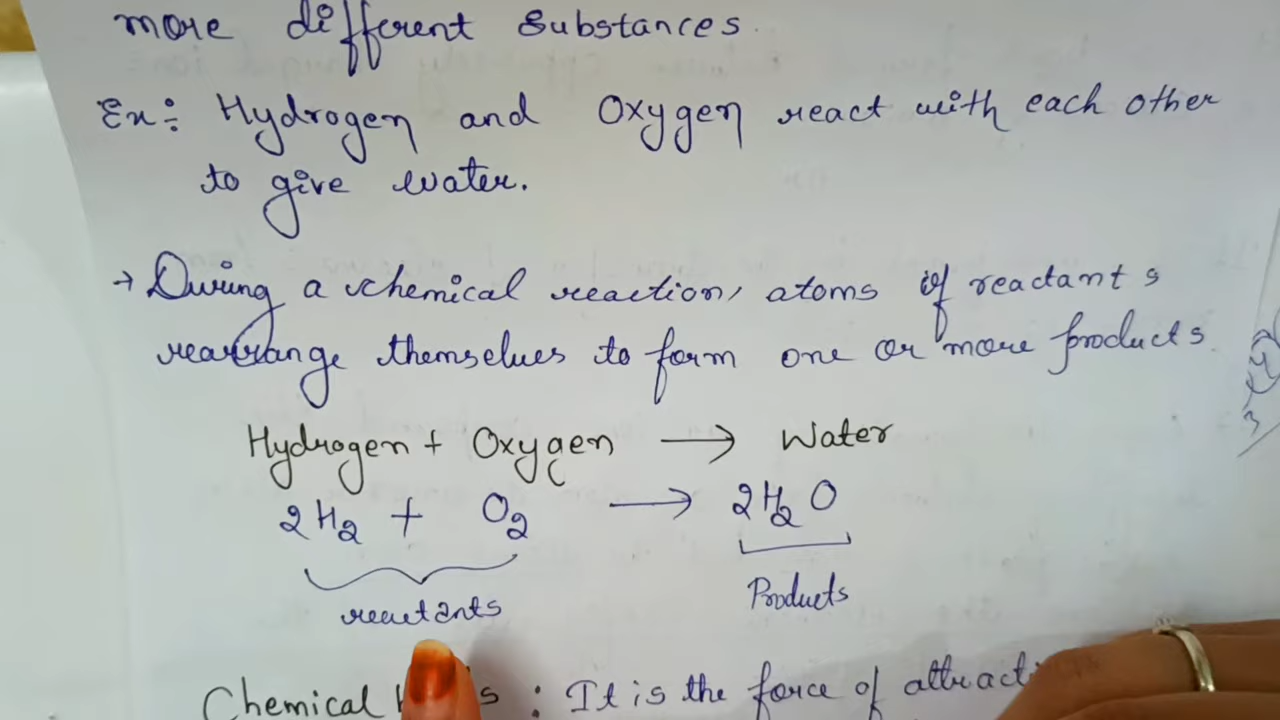 more different Substances.
Ex:- Hydrogen and Oxygen react with each other
to give water.
→ During a chemical reaction, atoms of reactants
rearrange themselves to form one or more products.
Hydrogen + Oxygen → Water
2H₂ + O₂ → 2H₂O
reactants
Products
Chemical : It is the force of